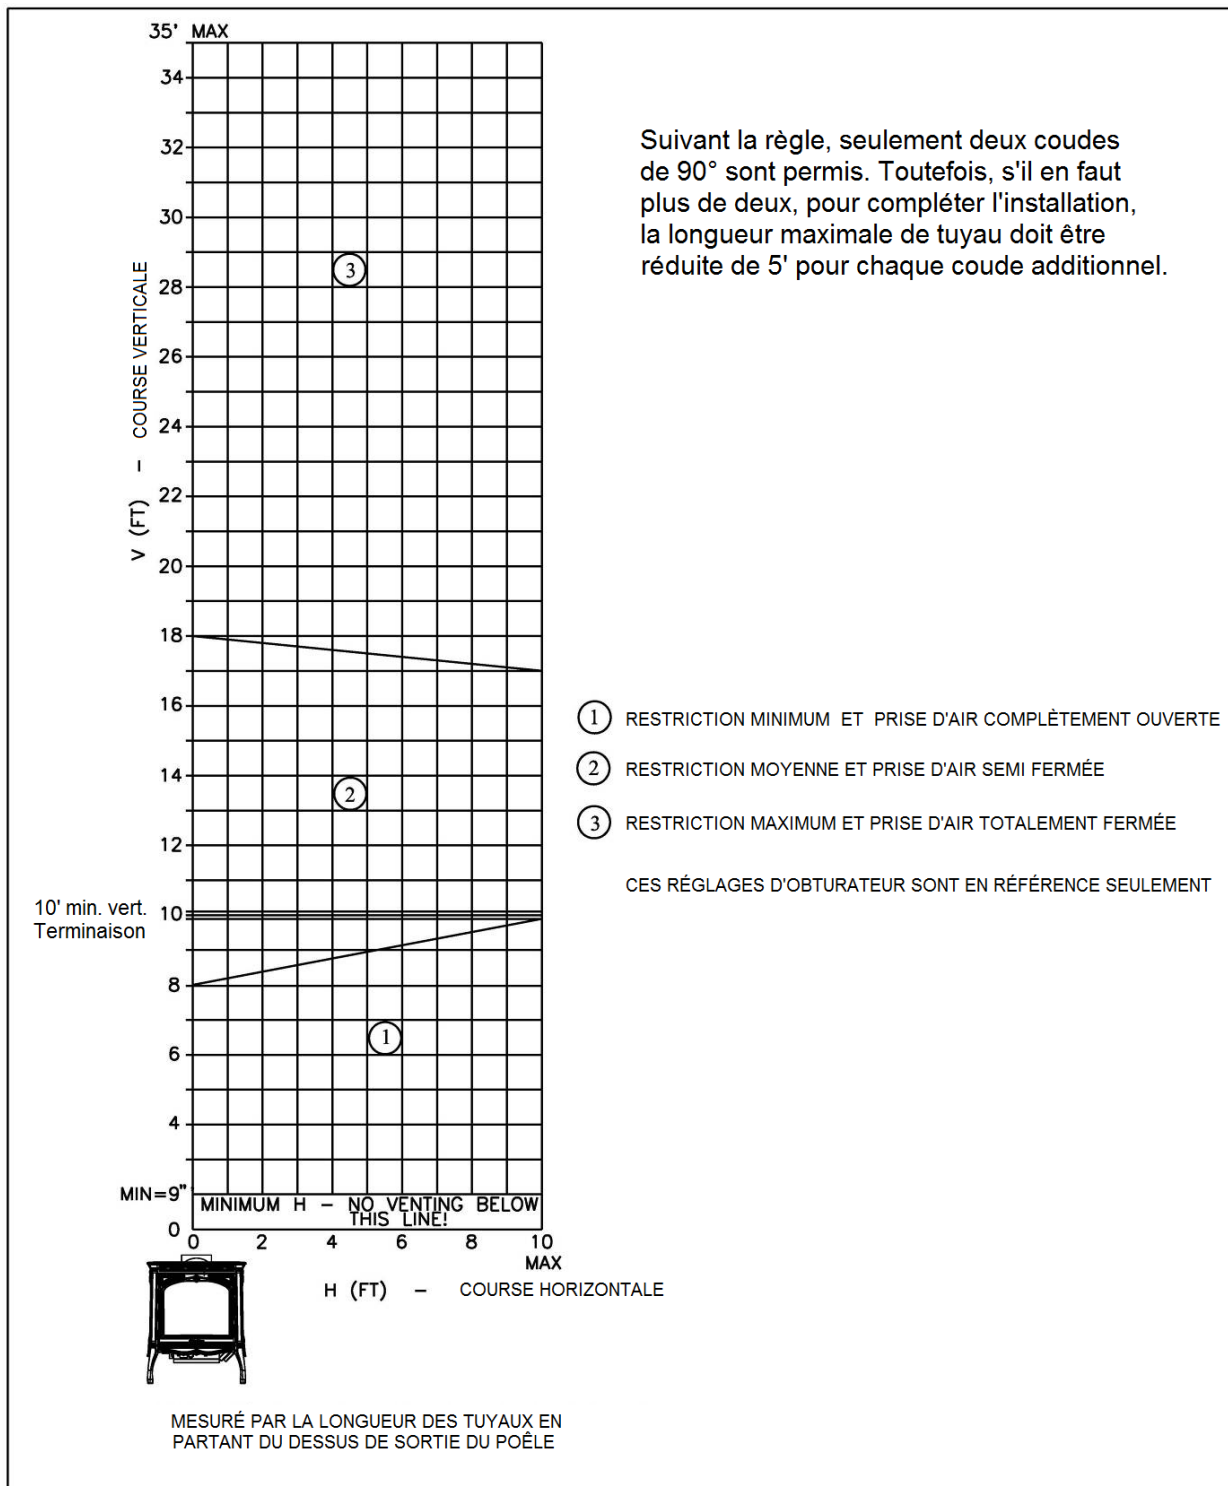 35' MAX
34
32
30
28
26
24
22
20
18
16
14
12
10
8
6
4
MIN=9"
0
V (FT) - COURSE VERTICALE
10' min. vert.
Terminaison
3
2
1
MINIMUM H - NO VENTING BELOW
THIS LINE!
0 2 4 6 8 10
MAX
H (FT) - COURSE HORIZONTALE
MESURÉ PAR LA LONGUEUR DES TUYAUX EN
PARTANT DU DESSUS DE SORTIE DU POÊLE
Suivant la règle, seulement deux coudes
de 90° sont permis. Toutefois, s'il en faut
plus de deux, pour compléter l'installation,
la longueur maximale de tuyau doit être
réduite de 5' pour chaque coude additionnel.
1 RESTRICTION MINIMUM ET PRISE D'AIR COMPLÈTEMENT OUVERTE
2 RESTRICTION MOYENNE ET PRISE D'AIR SEMI FERMÉE
3 RESTRICTION MAXIMUM ET PRISE D'AIR TOTALEMENT FERMÉE
CES RÉGLAGES D'OBTURATEUR SONT EN RÉFÉRENCE SEULEMENT